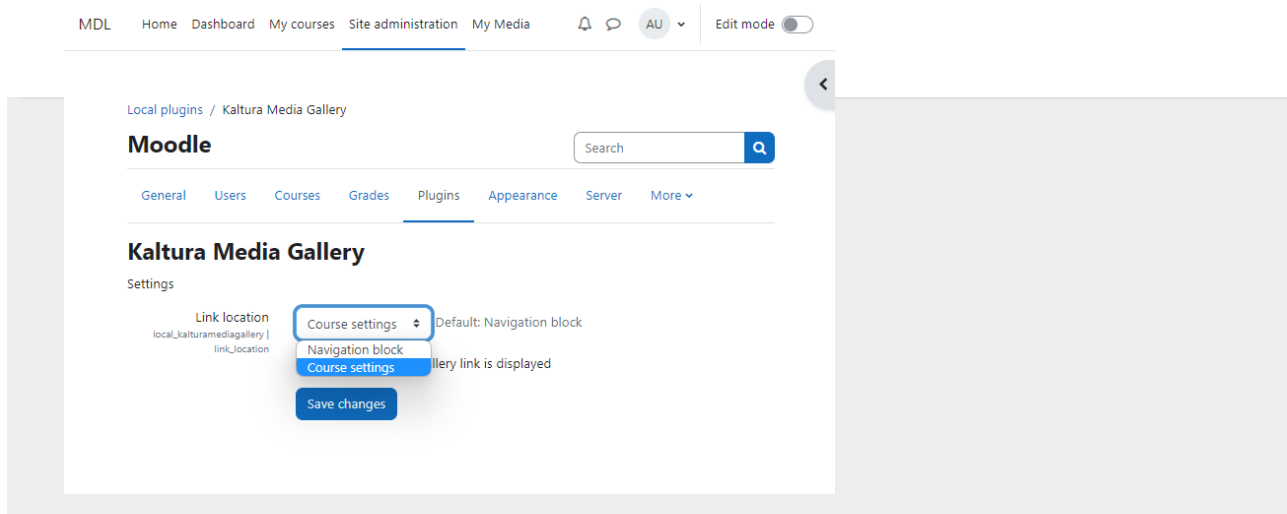 MDL Home Dashboard My courses Site administration My Media AU Edit mode
Local plugins / Kaltura Media Gallery
Moodle
Search
General Users Courses Grades Plugins Appearance Server More
Kaltura Media Gallery
Settings
Link location Course settings Default: Navigation block
local_kalturamediagallery |
link_location
Navigation block
Course settings llery link is displayed
Save changes